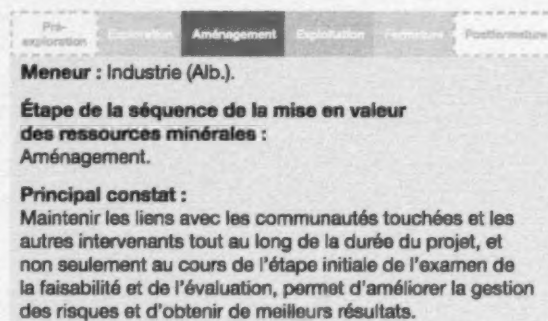 Pré-exploration Exploration Aménagement Exploitation Fermeture Postfermeture
Meneur : Industrie (Alb.).
Étape de la séquence de la mise en valeur
des ressources minérales :
Aménagement.
Principal constat :
Maintenir les liens avec les communautés touchées et les
autres intervenants tout au long de la durée du projet, et
non seulement au cours de l'étape initiale de l'examen de
la faisabilité et de l'évaluation, permet d'améliorer la gestion
des risques et d'obtenir de meilleurs résultats.